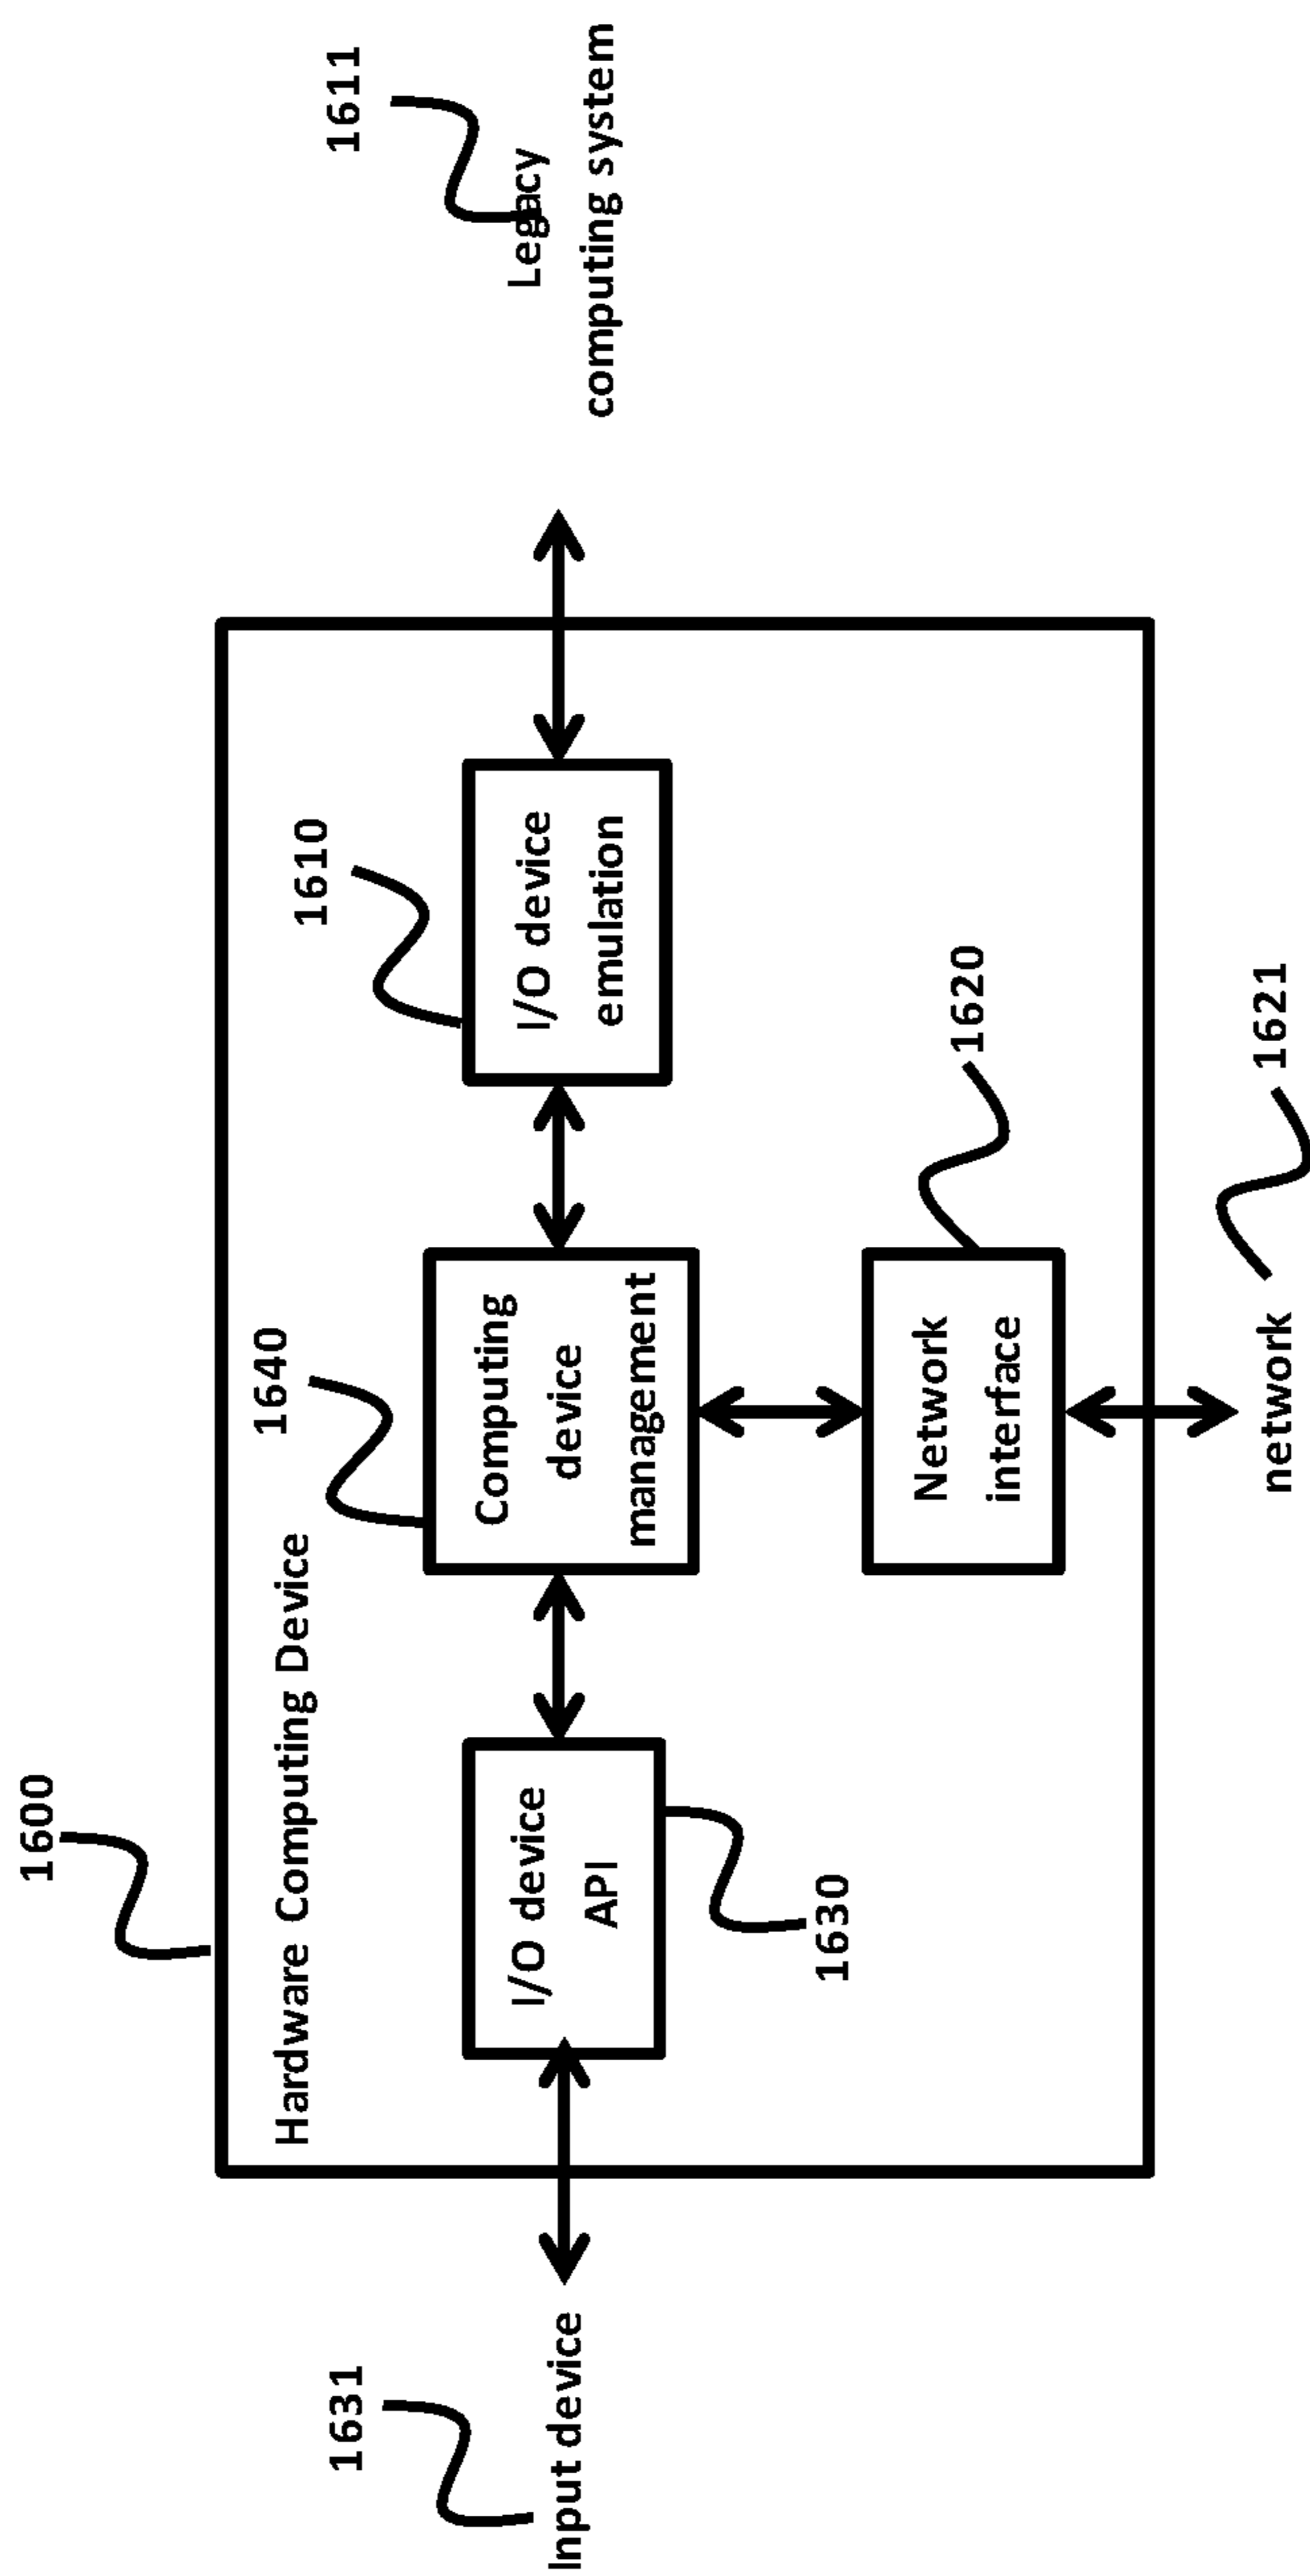 1600
Hardware Computing Device
1631
Input device
I/O device
API
1630
1640
Computing
device
management
1610
I/O device
emulation
1611
Legacy
computing system
Network
interface
1620
network
1621